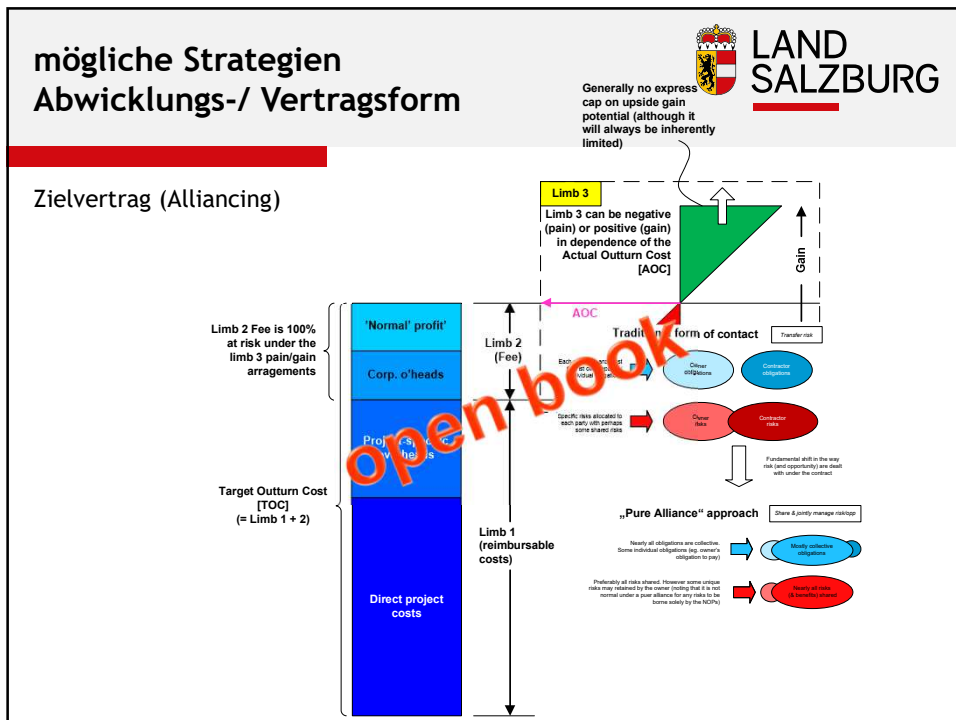 mögliche Strategien
Abwicklungs-/ Vertragsform
LAND
SALZBURG
Generally no express
cap on upside gain
potential (although it
will always be inherently
limited)
Zielvertrag (Alliancing)
Limb 3
Limb 3 can be negative
(pain) or positive (gain)
in dependence of the
Actual Outturn Cost
[AOC]
Gain
AOC
'Normal' profit'
Corp. o'heads
Limb 2
(Fee)
Limb 2 Fee is 100%
at risk under the
limb 3 pain/gain
arragements
Target Outturn Cost
[TOC]
(= Limb 1 + 2)
Direct project
costs
Limb 1
(reimbursable
costs)
open book
form of contact
Transfer risk
Owner
Contractor
obligations
Specific risks allocated to
each party with perhaps
some shared risks
Owner
risks
Contractor
risks
Fundamental shift in the way
risk (and opportunity) are dealt
with under the contract
„Pure Alliance“ approach
Share & jointly manage risk/opp
Nearly all obligations are collective.
Some individual obligations (eg. owner's
obligation to pay)
Mostly collective
obligations
Preferably all risks shared. However some unique
risks may retained by the owner (noting that it is not
normal under a puer alliance for any risks to be
borne solely by the NOPs)
Nearly all risks
(& benefits) shared